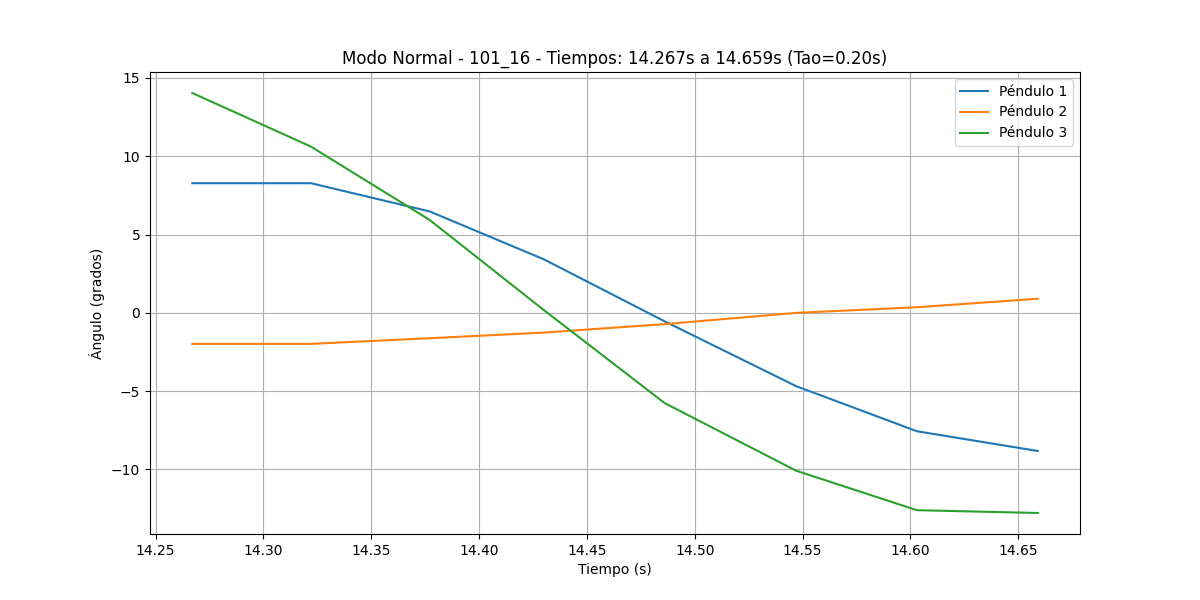 Modo Normal - 101_16 - Tiempos: 14.267s a 14.659s (Tao=0.20s)
Péndulo 1
Péndulo 2
Péndulo 3
Ángulo (grados)
15
10
5
0
−5
−10
14.25 14.30 14.35 14.40 14.45 14.50 14.55 14.60 14.65
Tiempo (s)